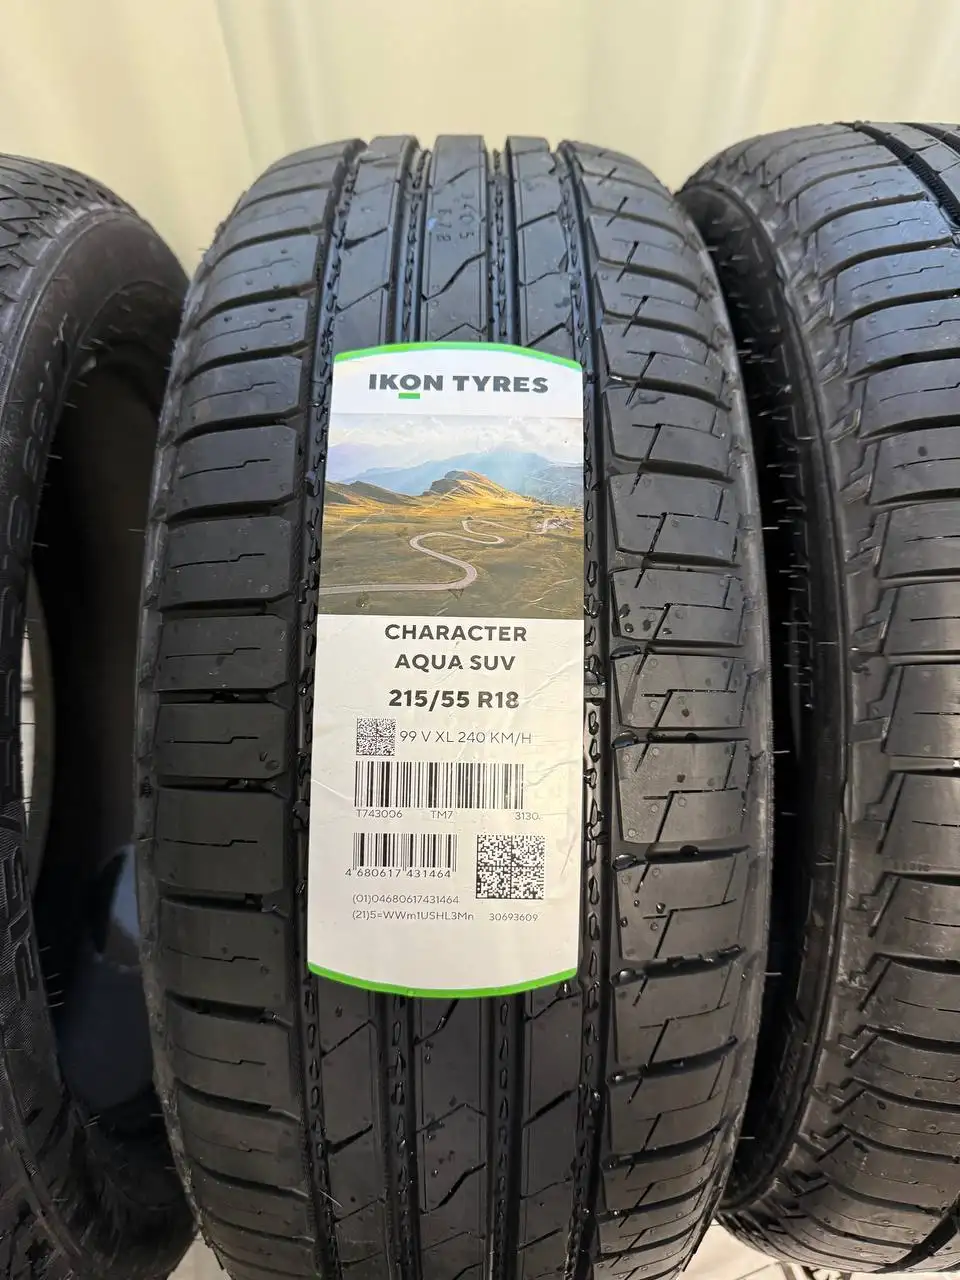 IKON TYRES
CHARACTER
AQUA SUV
215/55 R18
99 V XL 240 KM/H
T743006 TM7 3130
4 680617 431464
(01)04680617431464
(21)5=WWm1USHL3Mn 30693609